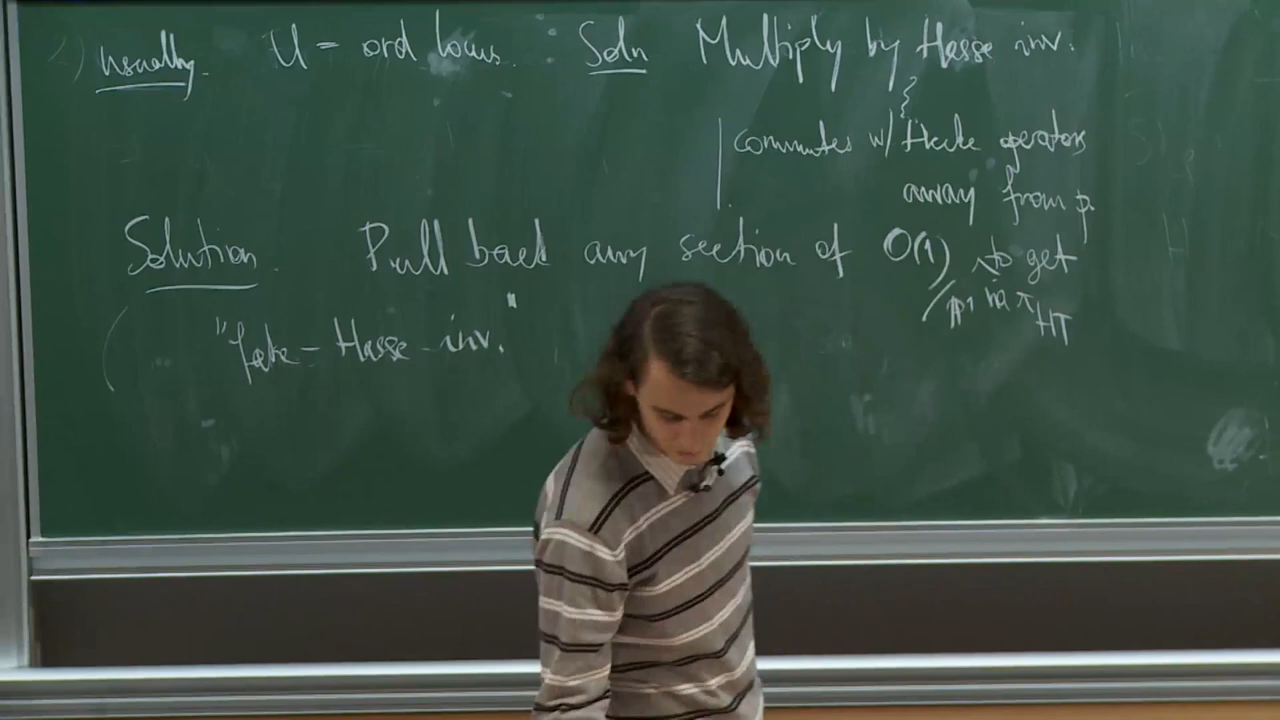 2) usually. U = ord locus. Soln Multiply by Hasse inv.
commutes w/ Hecke operators
away from p.
Solution. Pull back any section of O(1) to get
/P¹ via π_HT
( "fake-Hasse-inv."